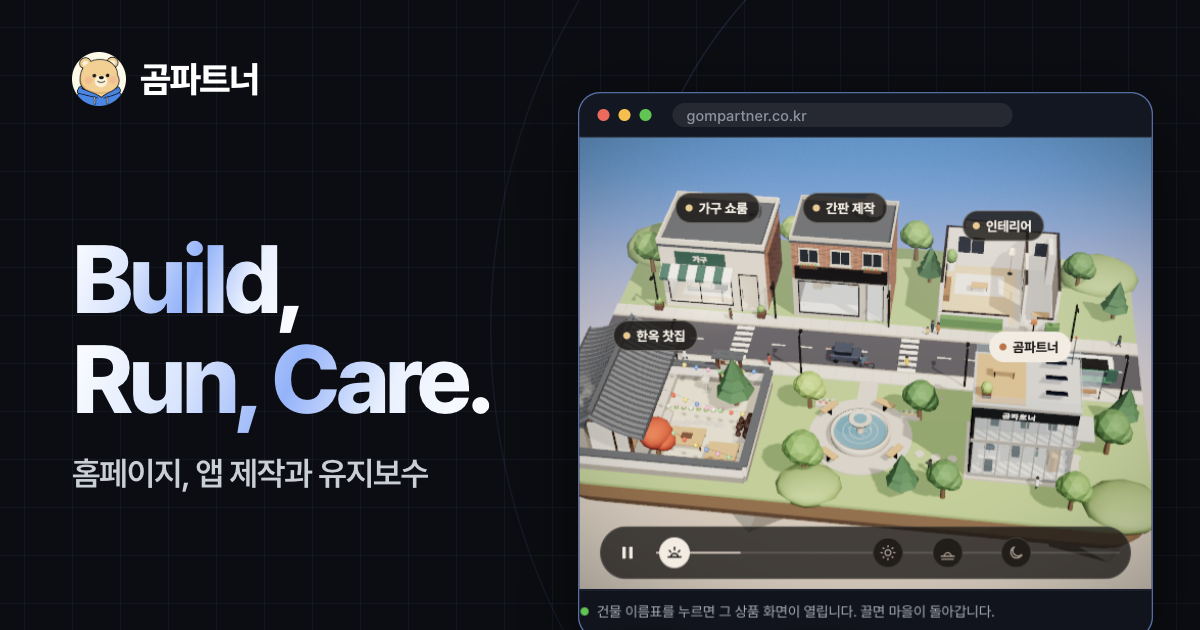 곰파트너
Build,
Run, Care.
홈페이지, 앱 제작과 유지보수
gompartner.co.kr
가구 쇼룸
간판 제작
인테리어
가구
한옥 찻집
곰파트너
곰파트너
건물 이름표를 누르면 그 상품 화면이 열립니다. 끌면 마을이 돌아갑니다.